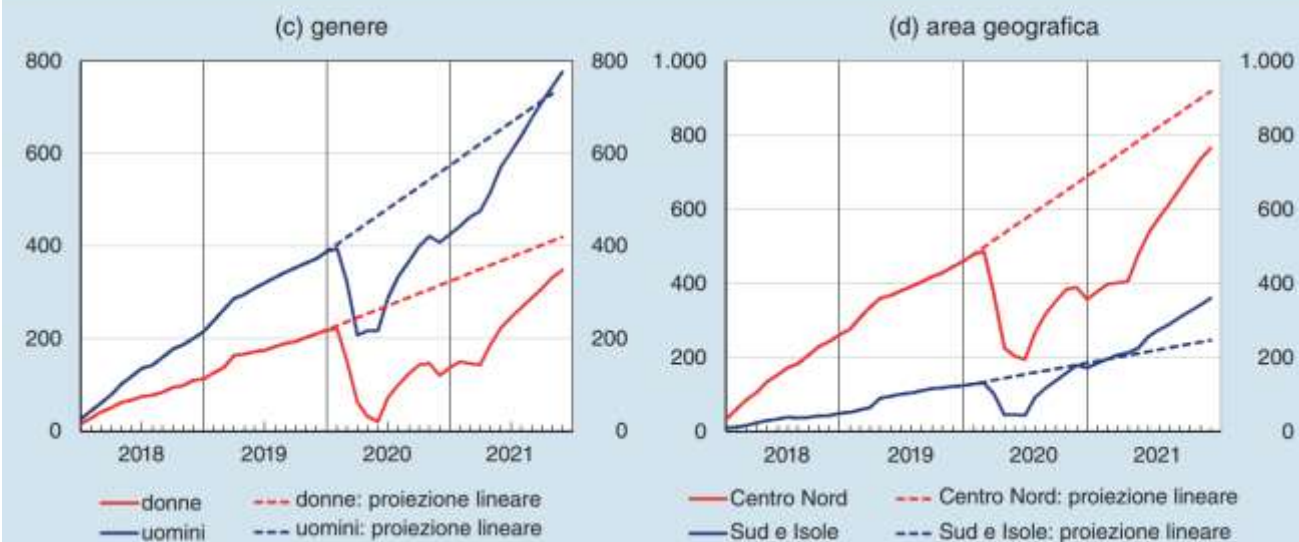 (c) genere
(d) area geografica
800 800 1.000 1.000
600 600 800 800
400 400 600 600
200 200 400 400
0 0 200 200
0 0
2018 2019 2020 2021
2018 2019 2020 2021
donne donne: proiezione lineare
uomini uomini: proiezione lineare
Centro Nord Centro Nord: proiezione lineare
Sud e Isole Sud e Isole: proiezione lineare